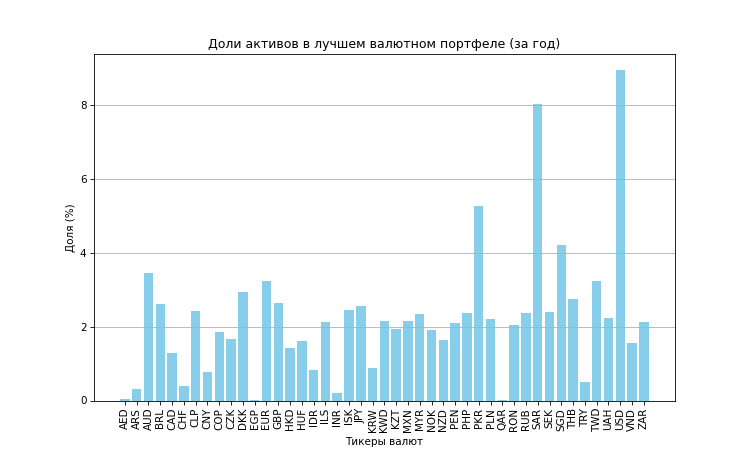 Доли активов в лучшем валютном портфеле (за год)
Доля (%)
8
6
4
2
0
AED ARS AUD BRL CAD CHF CLP CNY COP CZK DKK EGP EUR GBP HKD HUF IDR ILS INR ISK JPY KRW KWD KZT MXN MYR NOK NZD PEN PHP PKR PLN QAR RON RUB SAR SEK SGD THB TRY TWD UAH USD VND ZAR
Тикеры валют